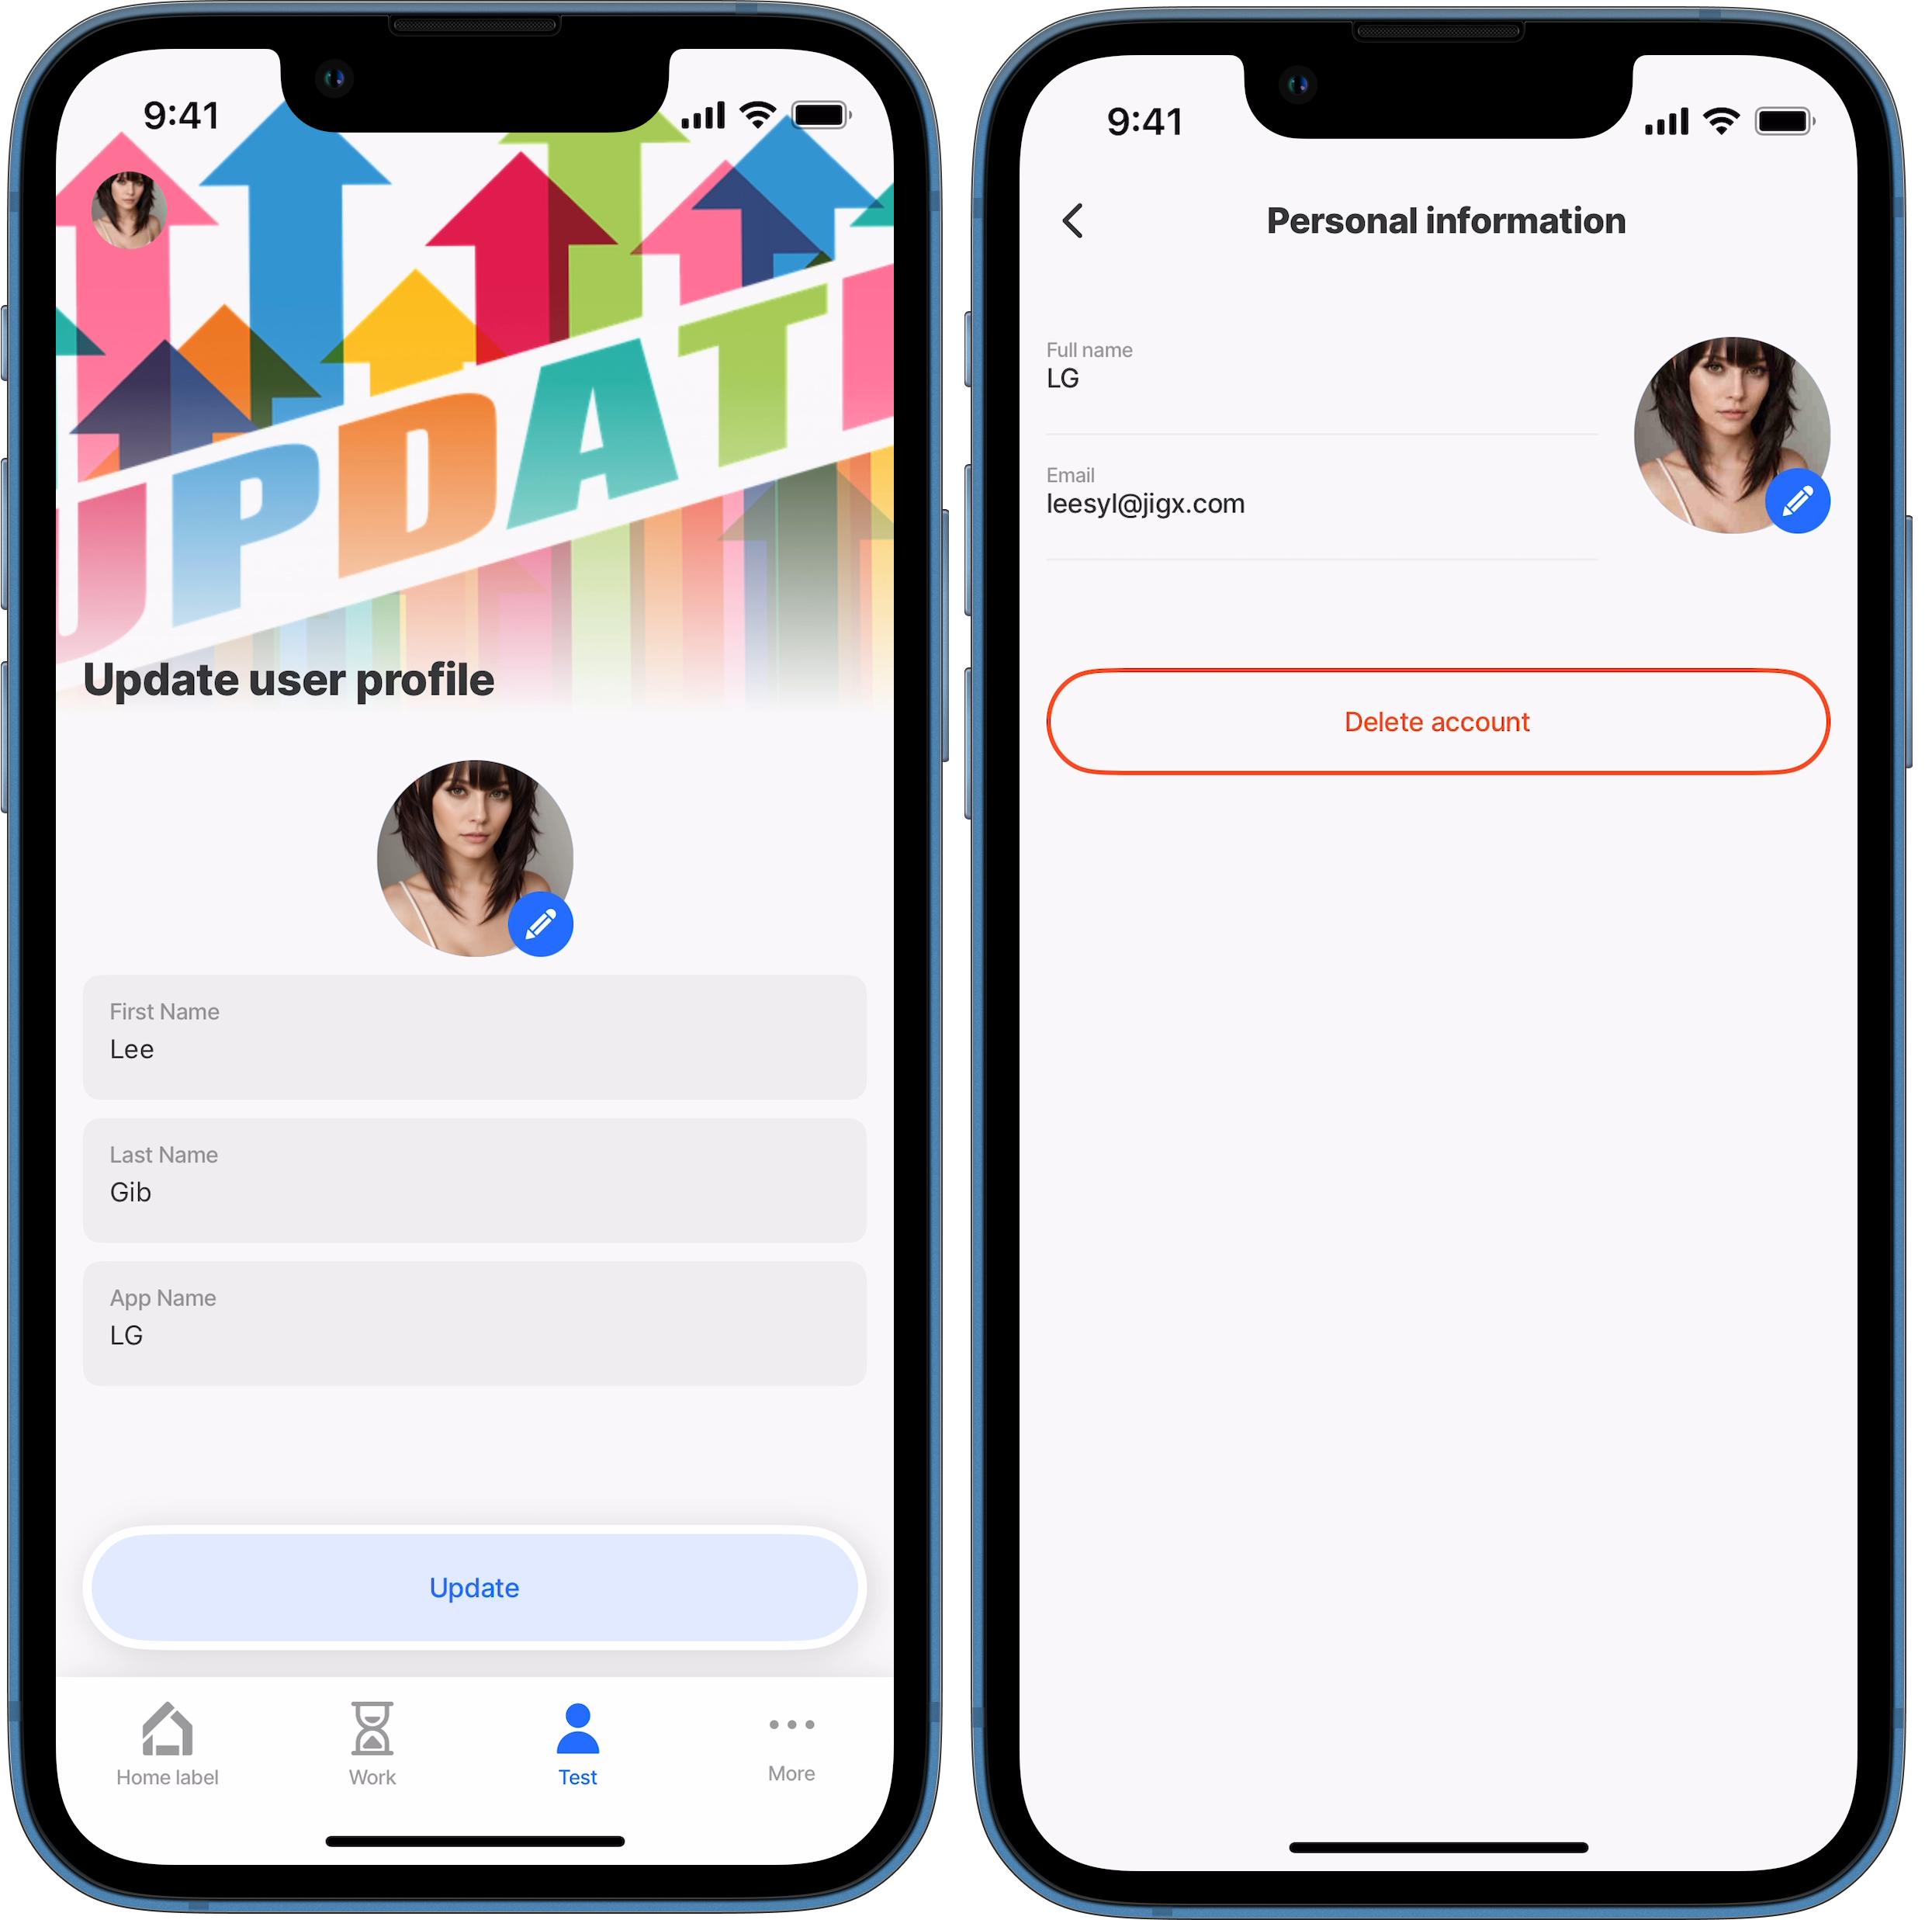 9:41
UPDATE
Update user profile
First Name
Lee
Last Name
Gib
App Name
LG
Update
Home label
Work
Test
More
9:41
Personal information
Full name
LG
Email
leesyl@jigx.com
Delete account